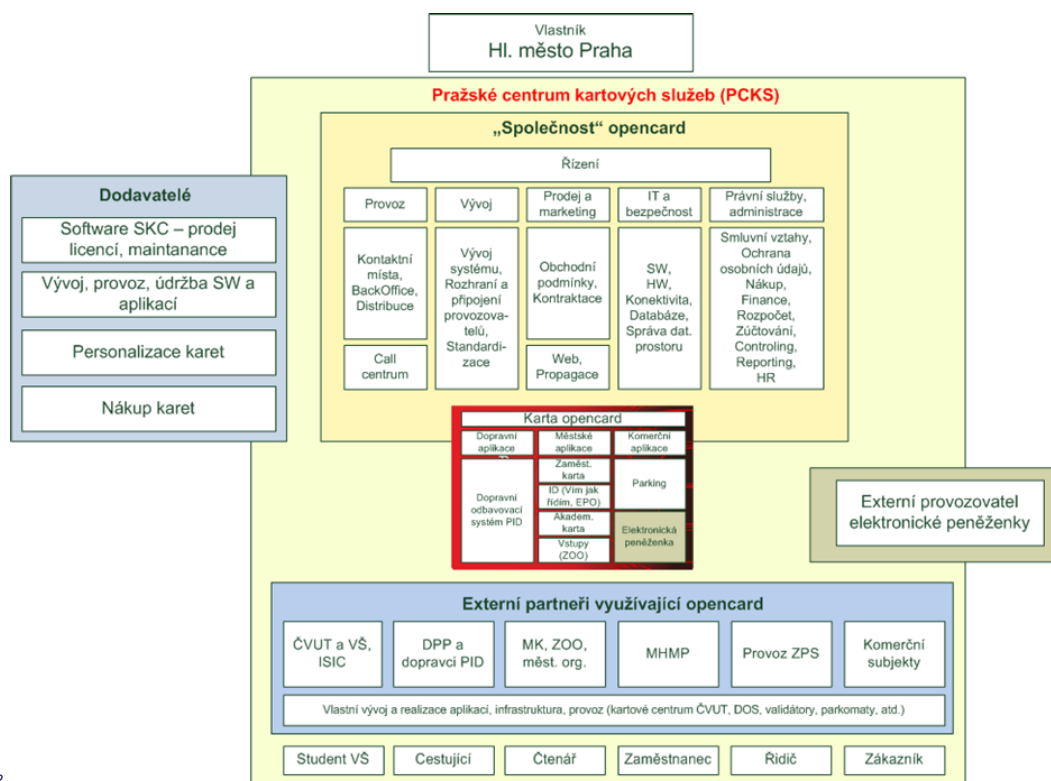 Vlastník
Hl. město Praha
Pražské centrum kartových služeb (PCKS)
„Společnost“ opencard
Řízení
Provoz
Vývoj
Prodej a
marketing
IT a
bezpečnost
Právní služby,
administrace
Kontaktní
místa,
BackOffice,
Distribuce
Call
centrum
Vývoj
systému,
Rozhraní a
připojení
provozova-
telů,
Standardi-
zace
Obchodní
podmínky,
Kontraktace
Web,
Propagace
SW,
HW,
Konektivita,
Databáze,
Správa dat.
prostoru
Smluvní vztahy,
Ochrana
osobních údajů,
Nákup,
Finance,
Rozpočet,
Zúčtování,
Controling,
Reporting,
HR
Dodavatelé
Software SKC – prodej
licencí, maintanance
Vývoj, provoz, údržba SW a
aplikací
Personalizace karet
Nákup karet
Karta opencard
Dopravní
aplikace
Městské
aplikace
Komerční
aplikace
Dopravní
odbavovací
systém PID
Zaměst.
karta
ID (Vím jak
řídím, EPO)
Akadem.
karta
Vstupy
(ZOO)
Parking
Elektronická
peněženka
Externí provozovatel
elektronické peněženky
Externí partneři využívající opencard
ČVUT a VŠ,
ISIC
DPP a
dopravci PID
MK, ZOO,
měst. org.
MHMP
Provoz ZPS
Komerční
subjekty
Vlastní vývoj a realizace aplikací, infrastruktura, provoz (kartové centrum ČVUT, DOS, validátory, parkomaty, atd.)
Student VŠ
Cestující
Čtenář
Zaměstnanec
Řidič
Zákazník